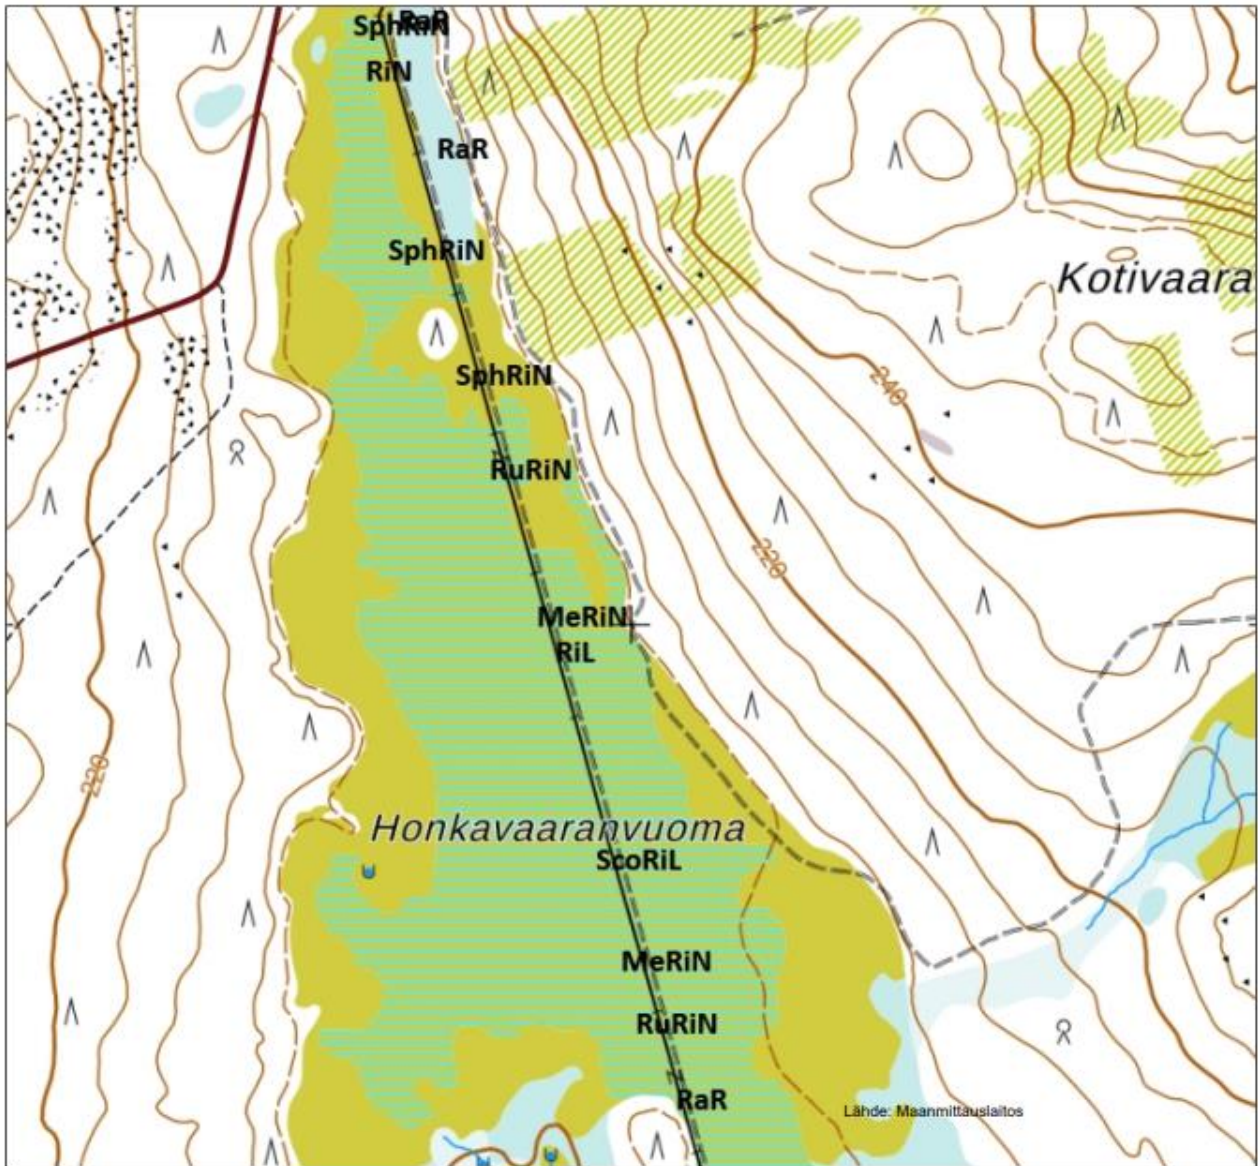 SphRiN
RaR
RiN
RaR
SphRiN
Kotivaara
SphRiN
240
RuRiN
220
MeRiN
RiL
220
Honkavaaranvuoma
ScoRiL
MeRiN
RuRiN
RaR
Lähde: Maanmittauslaitos